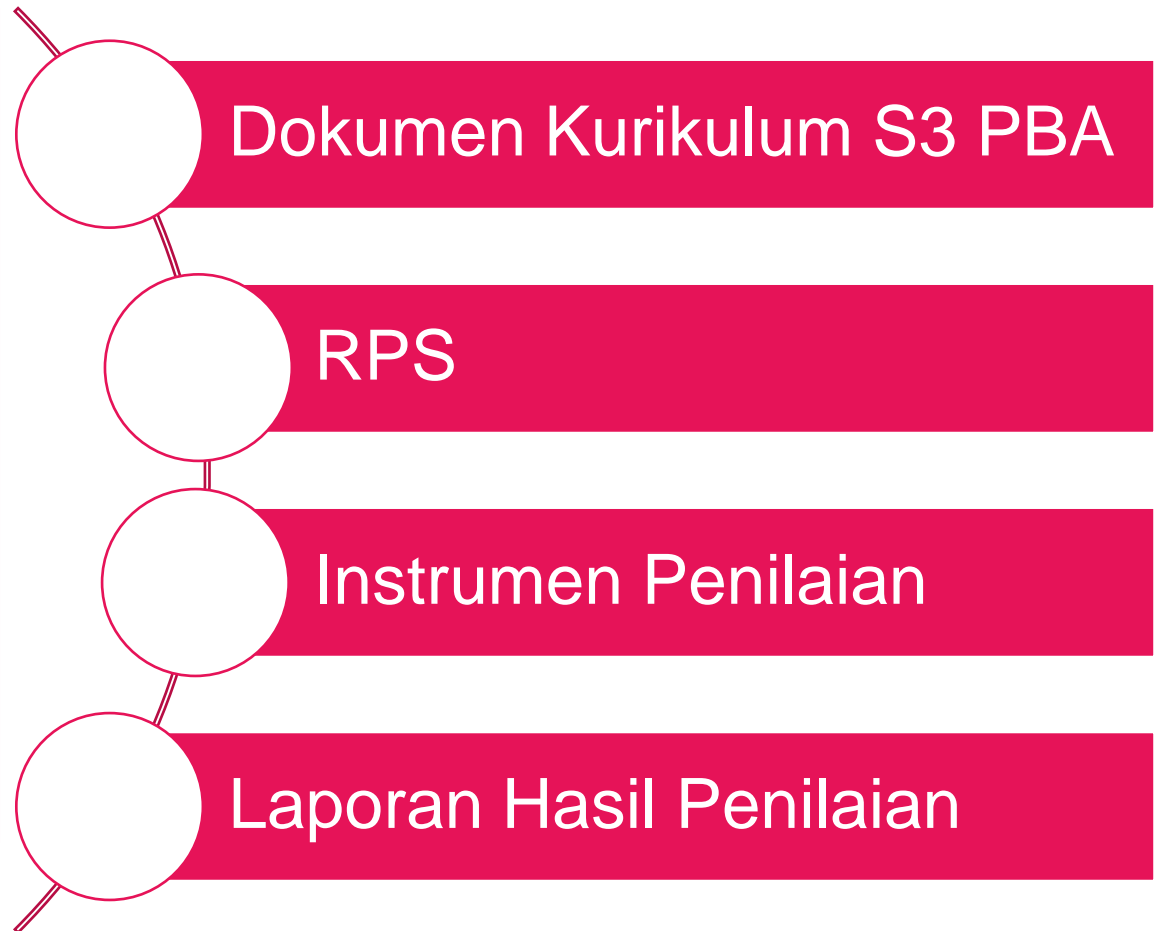 Dokumen Kurikulum S3 PBA
RPS
Instrumen Penilaian
Laporan Hasil Penilaian